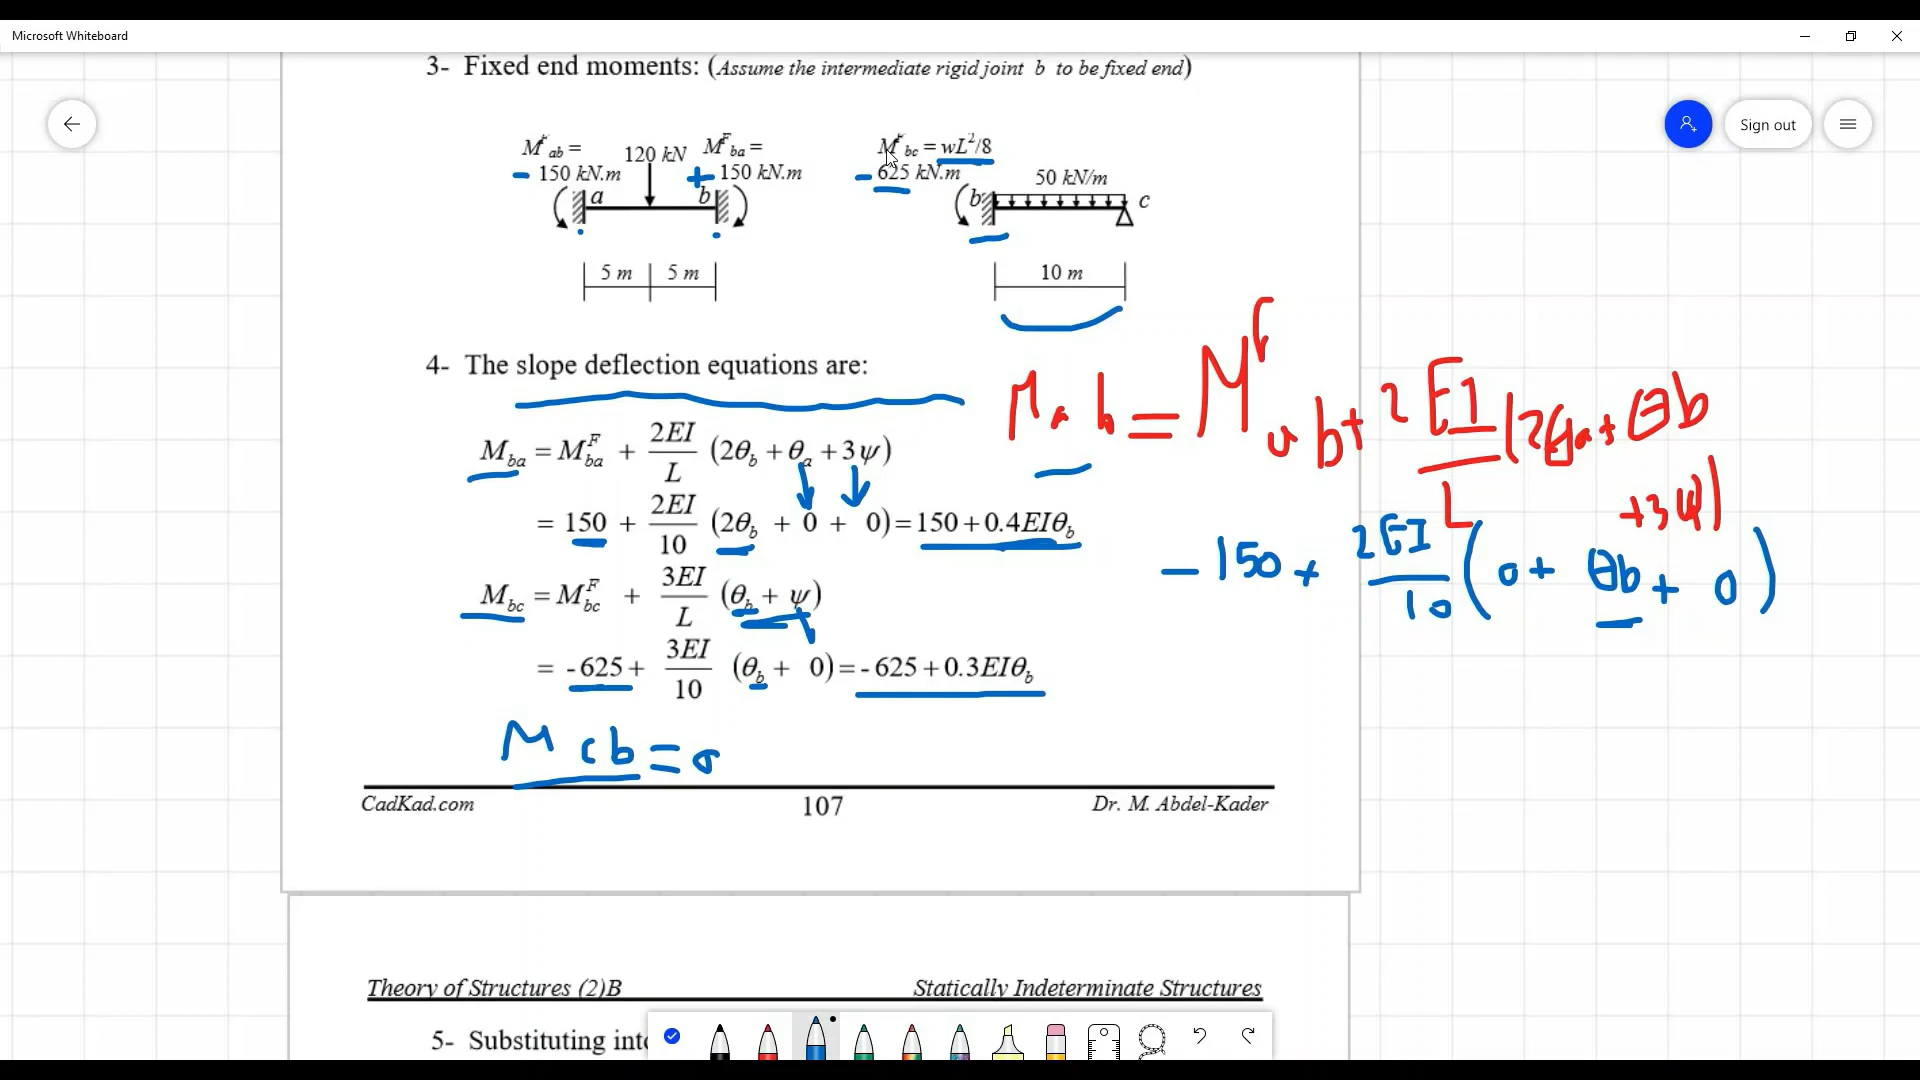 Microsoft Whiteboard
Sign out
3- Fixed end moments: (Assume the intermediate rigid joint b to be fixed end)
M^F_ab =
- 150 kN.m
120 kN
M^F_ba =
+ 150 kN.m
M^F_bc = wL²/8
- 625 kN.m
50 kN/m
a
b
b
c
5 m
5 m
10 m
4- The slope deflection equations are:
M_ab = M^F_ab + 2EI/L (2θa + θb
+3ψ)
M_ba = M^F_ba + 2EI/L (2θ_b + θ_a + 3ψ)
= 150 + 2EI/10 (2θ_b + 0 + 0) = 150 + 0.4EIθ_b
- 150 + 2EI/10 (0 + θb + 0)
M_bc = M^F_bc + 3EI/L (θ_b + ψ)
= -625 + 3EI/10 (θ_b + 0) = - 625 + 0.3EIθ_b
M cb = 0
CadKad.com
107
Dr. M. Abdel-Kader
Theory of Structures (2)B
Statically Indeterminate Structures
5- Substituting into